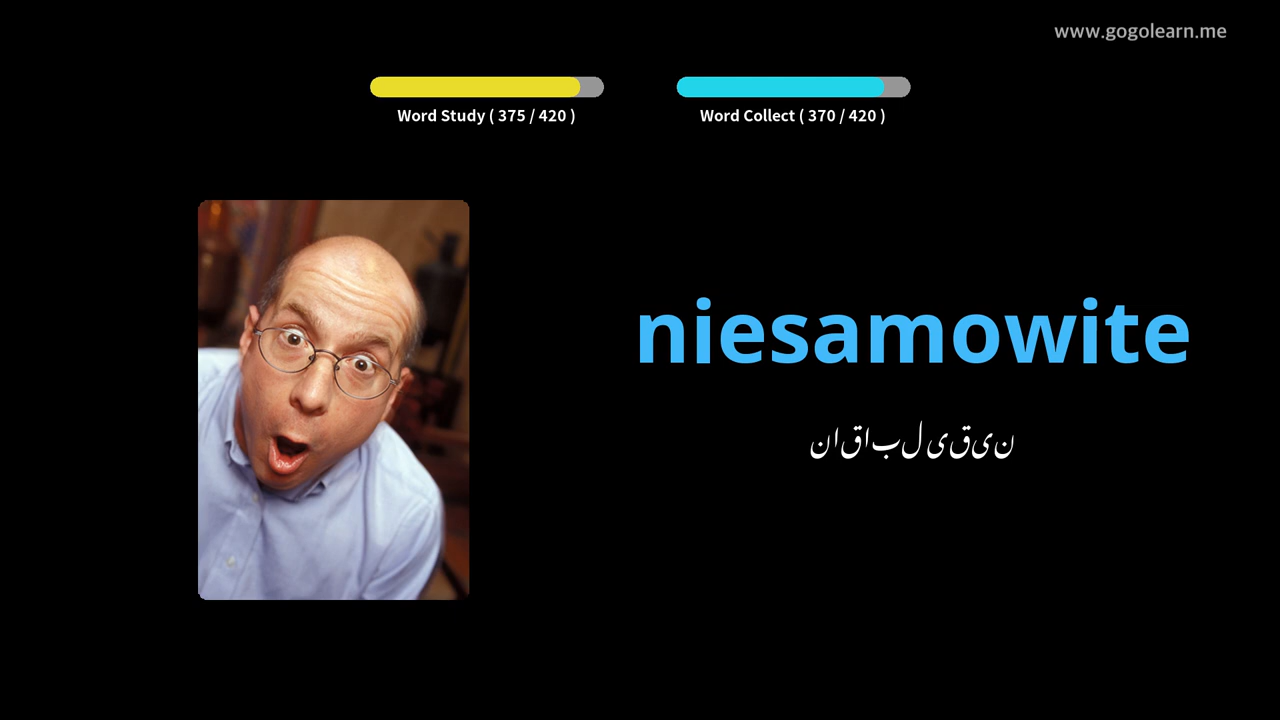 www.gogolearn.me
Word Study ( 375 / 420 )
Word Collect ( 370 / 420 )
niesamowite
ناقابل یقین